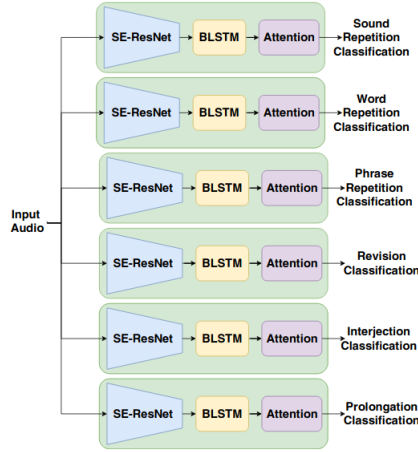 SE-ResNet BLSTM Attention
Sound
Repetition
Classification
SE-ResNet BLSTM Attention
Word
Repetition
Classification
SE-ResNet BLSTM Attention
Phrase
Repetition
Classification
Input
Audio
SE-ResNet BLSTM Attention
Revision
Classification
SE-ResNet BLSTM Attention
Interjection
Classification
SE-ResNet BLSTM Attention
Prolongation
Classification